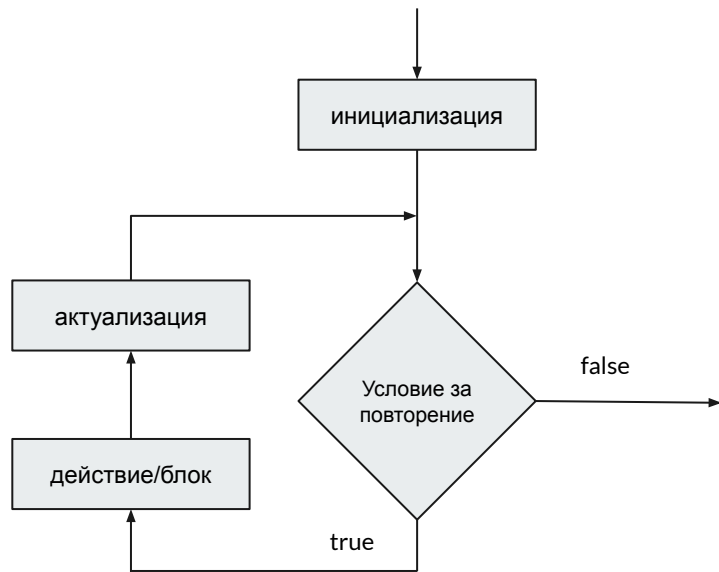 инициализация
актуализация
Условие за
повторение
false
действие/блок
true